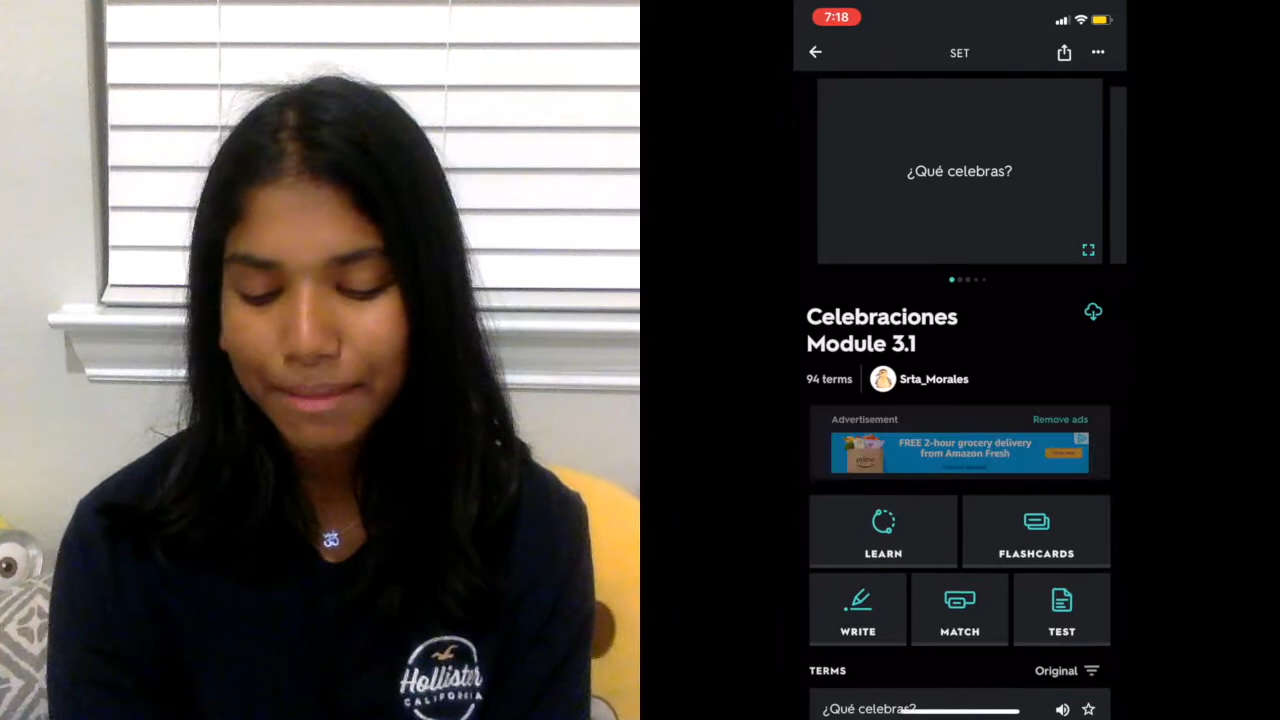 7:18
SET
¿Qué celebras?
Celebraciones
Module 3.1
94 terms
Srta_Morales
Advertisement
Remove ads
FREE 2-hour grocery delivery
from Amazon Fresh
prime
LEARN
FLASHCARDS
WRITE
MATCH
TEST
TERMS
Original
¿Qué celebras?
Hollister
CALIFORNIA